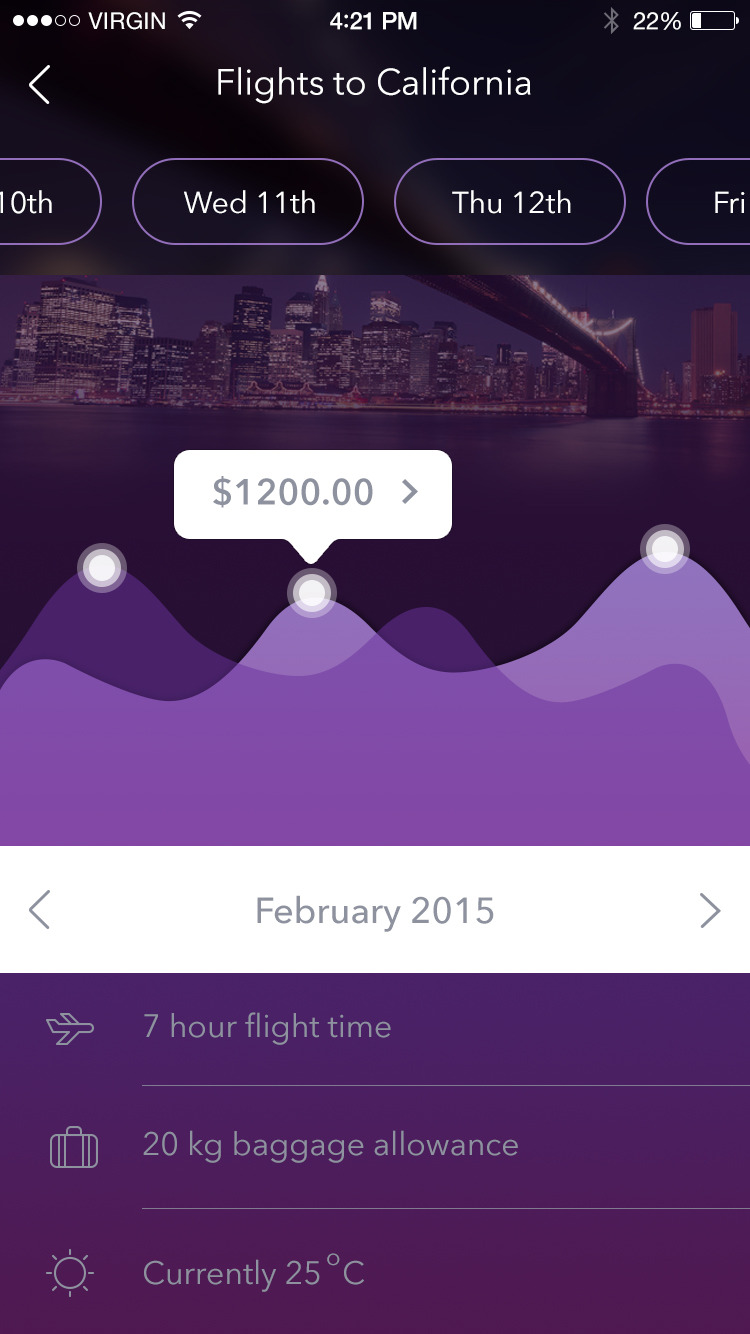 VIRGIN 4:21 PM 22%
Flights to California
10th Wed 11th Thu 12th Fri
$1200.00
February 2015
7 hour flight time
20 kg baggage allowance
Currently 25°C